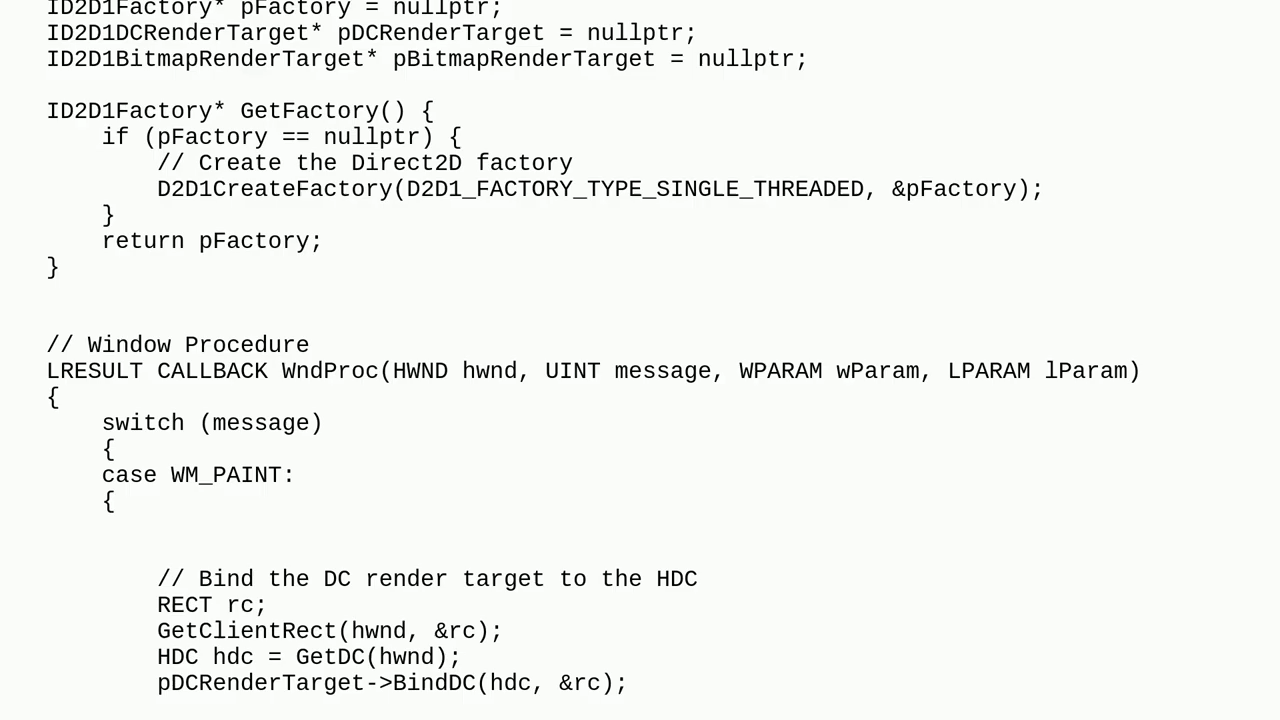 ID2D1Factory* pFactory = nullptr;
ID2D1DCRenderTarget* pDCRenderTarget = nullptr;
ID2D1BitmapRenderTarget* pBitmapRenderTarget = nullptr;
ID2D1Factory* GetFactory() {
if (pFactory == nullptr) {
// Create the Direct2D factory
D2D1CreateFactory(D2D1_FACTORY_TYPE_SINGLE_THREADED, &pFactory);
}
return pFactory;
}
// Window Procedure
LRESULT CALLBACK WndProc(HWND hwnd, UINT message, WPARAM wParam, LPARAM lParam)
{
switch (message)
{
case WM_PAINT:
{
// Bind the DC render target to the HDC
RECT rc;
GetClientRect(hwnd, &rc);
HDC hdc = GetDC(hwnd);
pDCRenderTarget->BindDC(hdc, &rc);